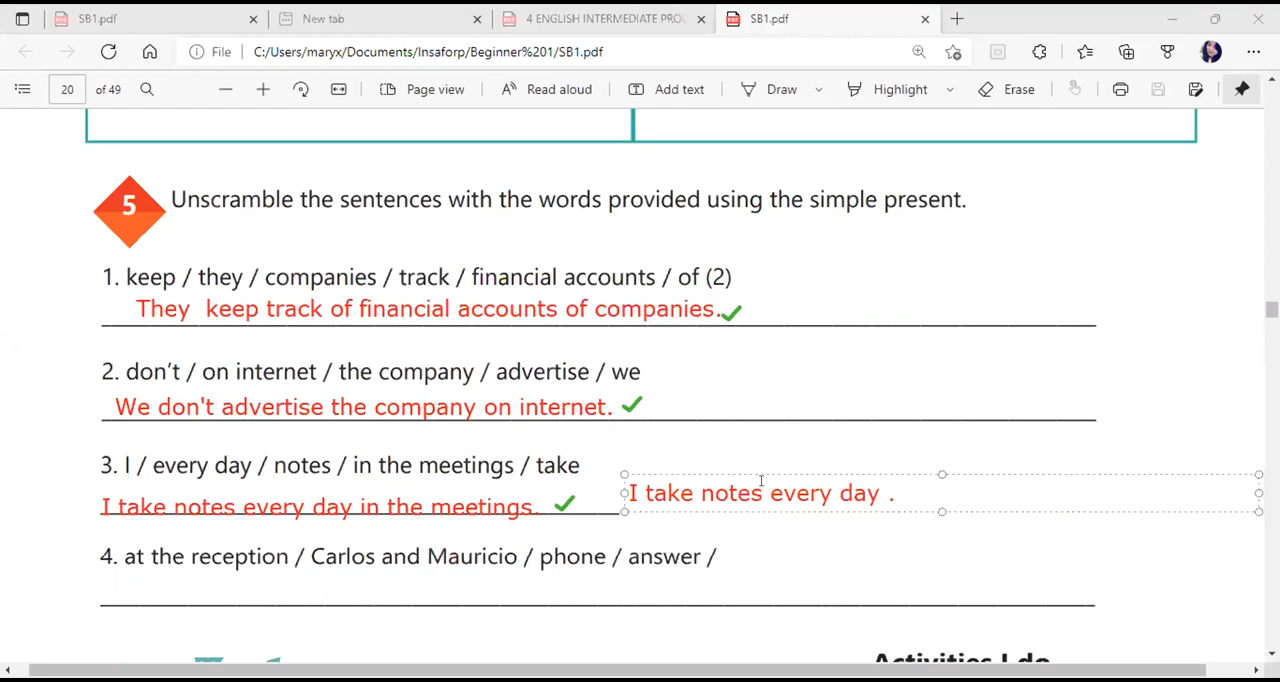 SB1.pdf
New tab
4 ENGLISH INTERMEDIATE PRO
SB1.pdf
File C:/Users/maryx/Documents/Insaforp/Beginner%201/SB1.pdf
20 of 49 Page view Read aloud Add text Draw Highlight Erase
5 Unscramble the sentences with the words provided using the simple present.
1. keep / they / companies / track / financial accounts / of (2)
They keep track of financial accounts of companies.
2. don't / on internet / the company / advertise / we
We don't advertise the company on internet.
3. I / every day / notes / in the meetings / take
I take notes every day in the meetings.
I take notes every day .
4. at the reception / Carlos and Mauricio / phone / answer /
Activities I do